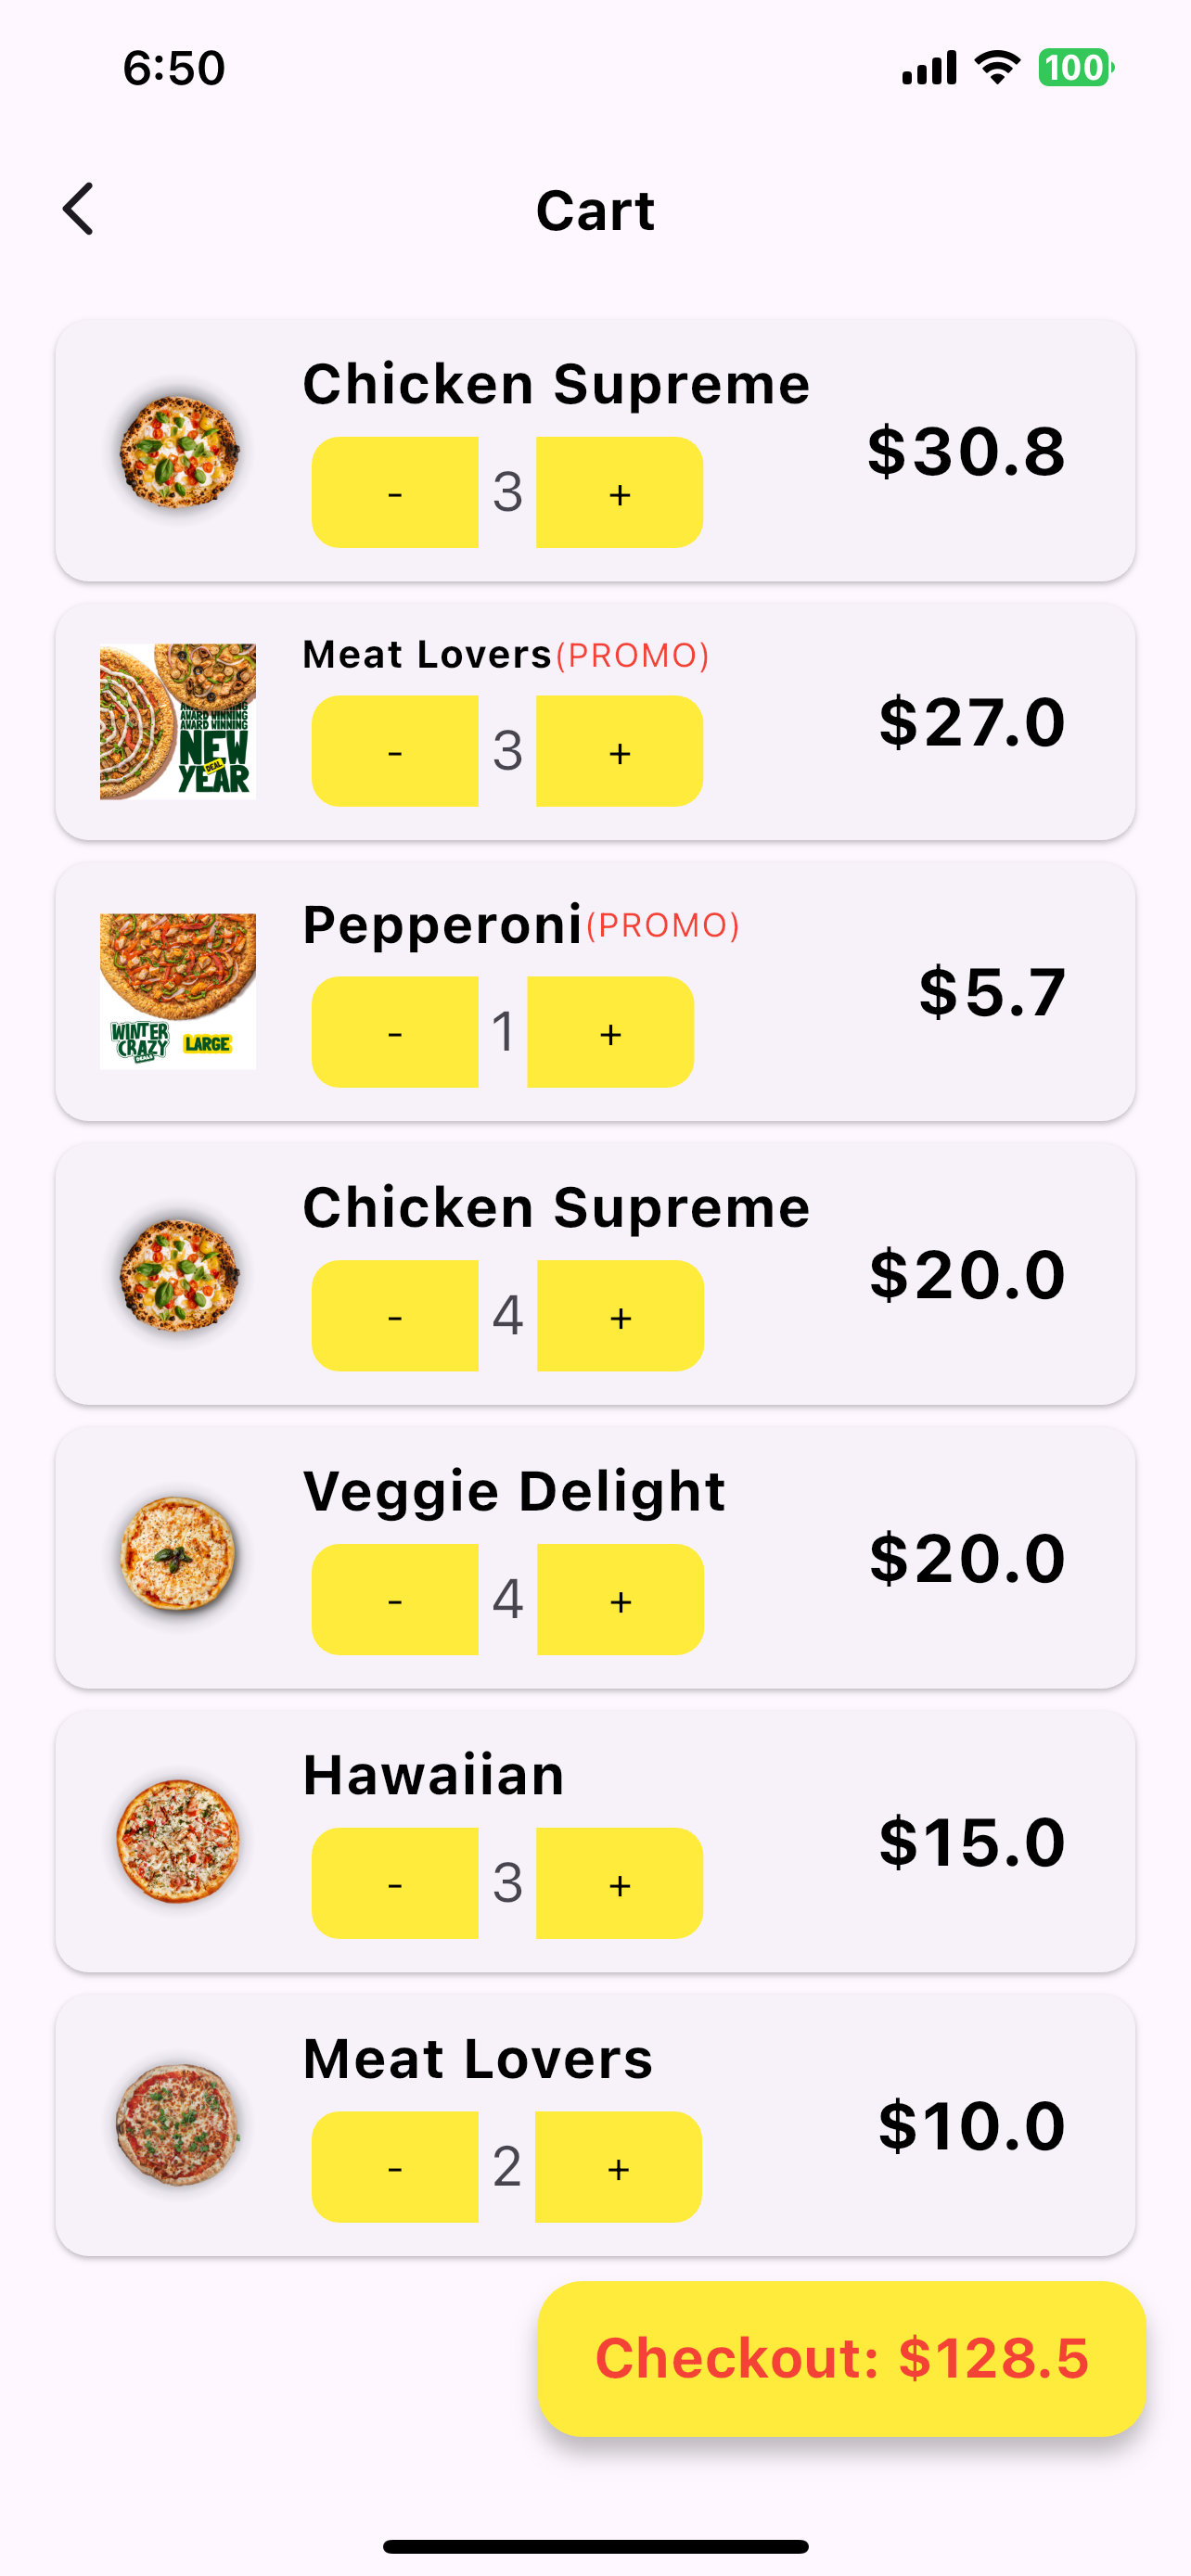 6:50
100
Cart
Chicken Supreme
$30.8
- 3 +
Meat Lovers(PROMO)
$27.0
- 3 +
AWARD WINNING
AWARD WINNING
NEW
DEAL
YEAR
Pepperoni(PROMO)
$5.7
- 1 +
WINTER
CRAZY
DEALS
LARGE
Chicken Supreme
$20.0
- 4 +
Veggie Delight
$20.0
- 4 +
Hawaiian
$15.0
- 3 +
Meat Lovers
$10.0
- 2 +
Checkout: $128.5